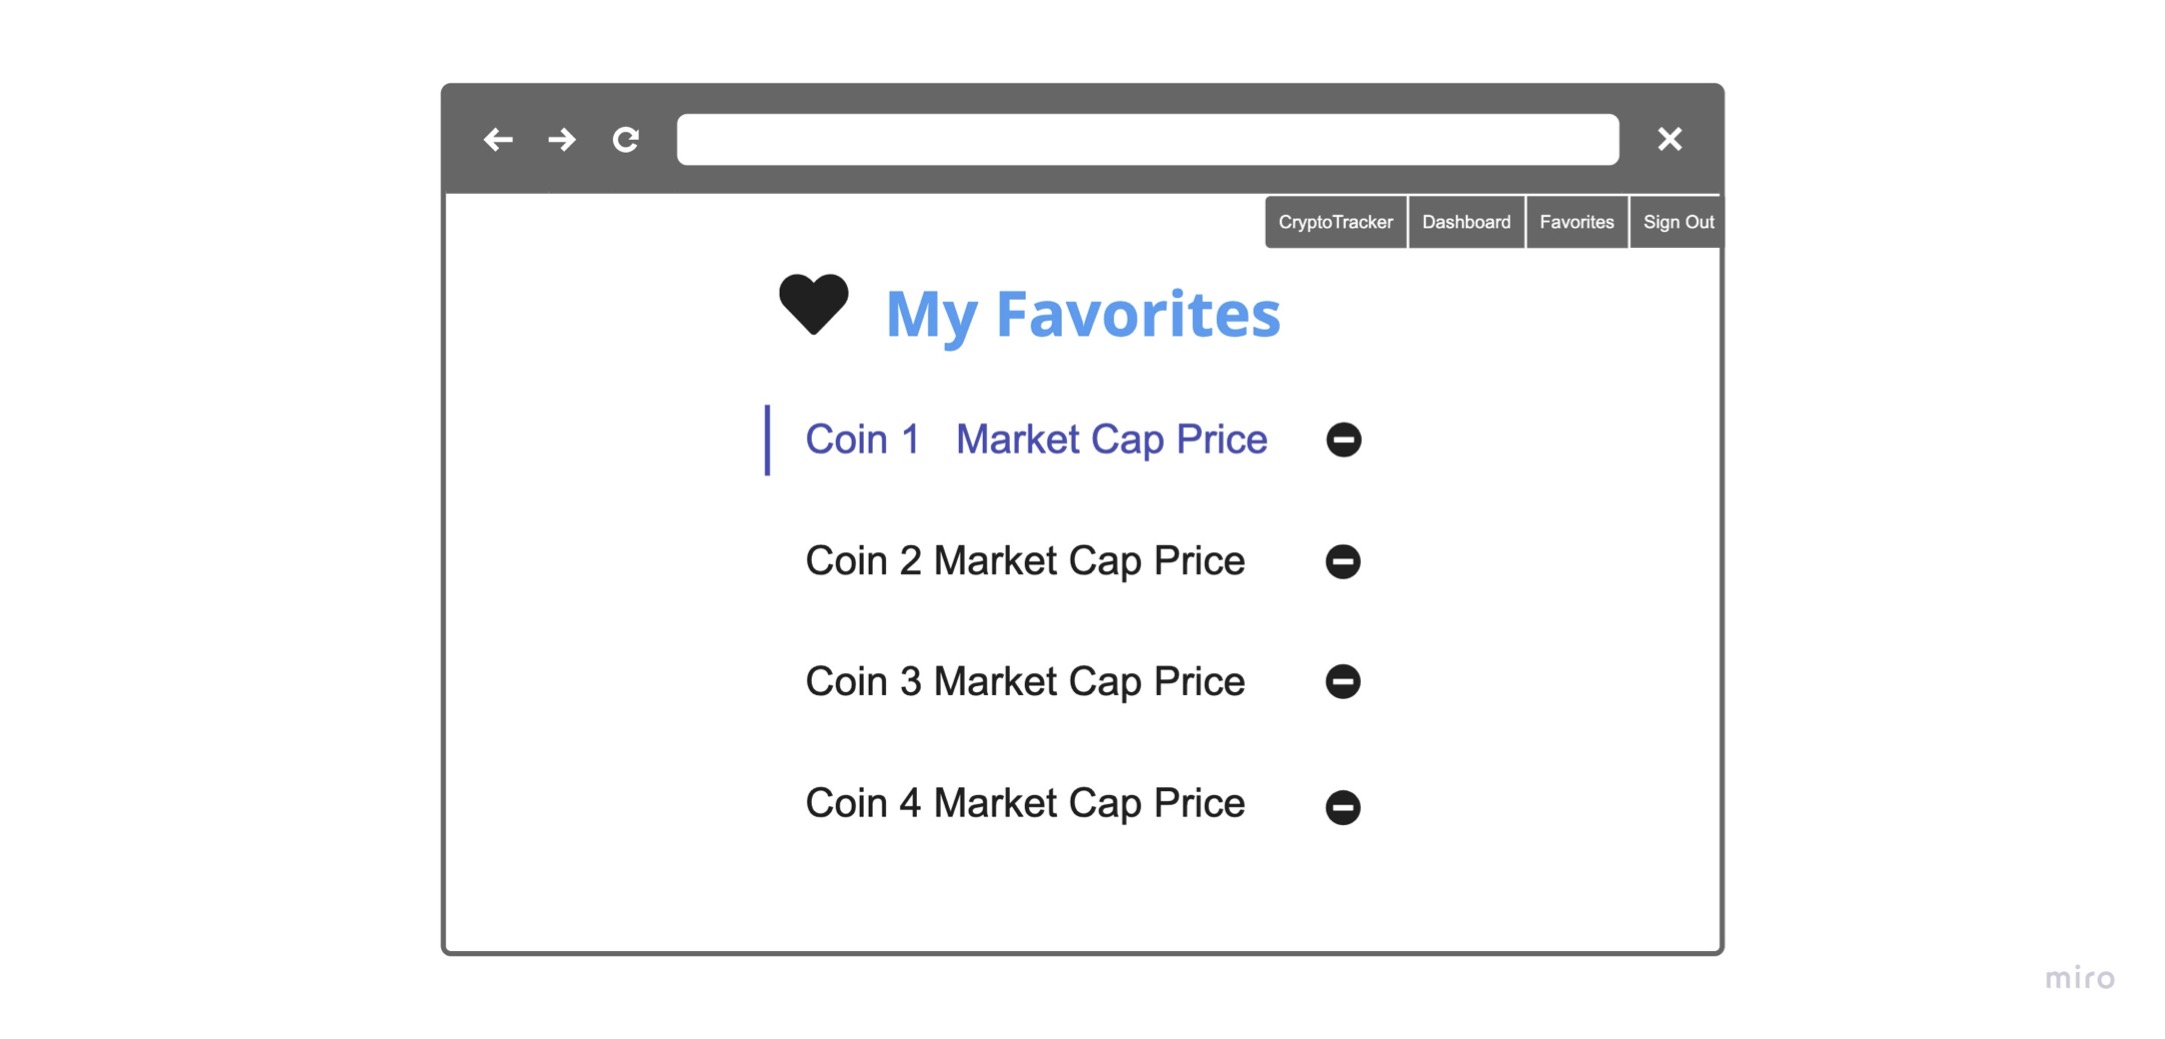 CryptoTracker Dashboard Favorites Sign Out
My Favorites
Coin 1 Market Cap Price
Coin 2 Market Cap Price
Coin 3 Market Cap Price
Coin 4 Market Cap Price
miro